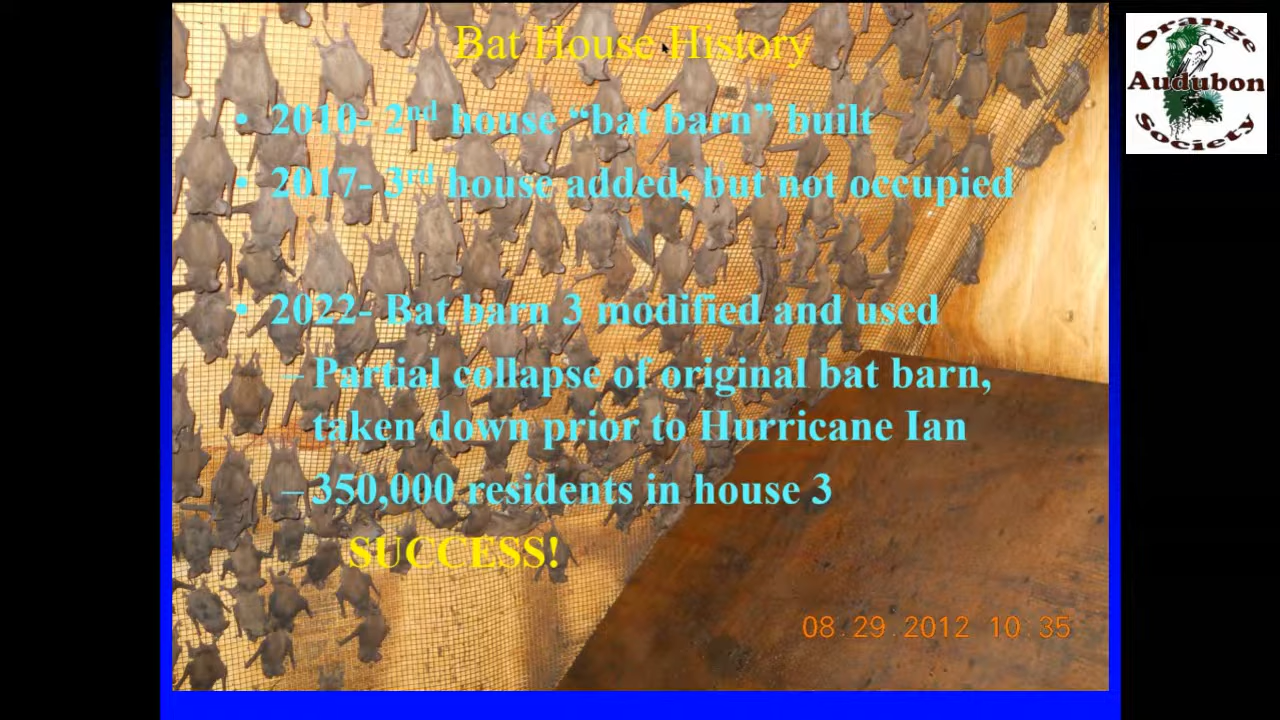 Bat House History
• 2010- 2nd house “bat barn” built
• 2017- 3rd house added, but not occupied
• 2022- Bat barn 3 modified and used
– Partial collapse of original bat barn,
taken down prior to Hurricane Ian
– 350,000 residents in house 3
SUCCESS!
08.29.2012 10 35
Orange
Audubon
Society